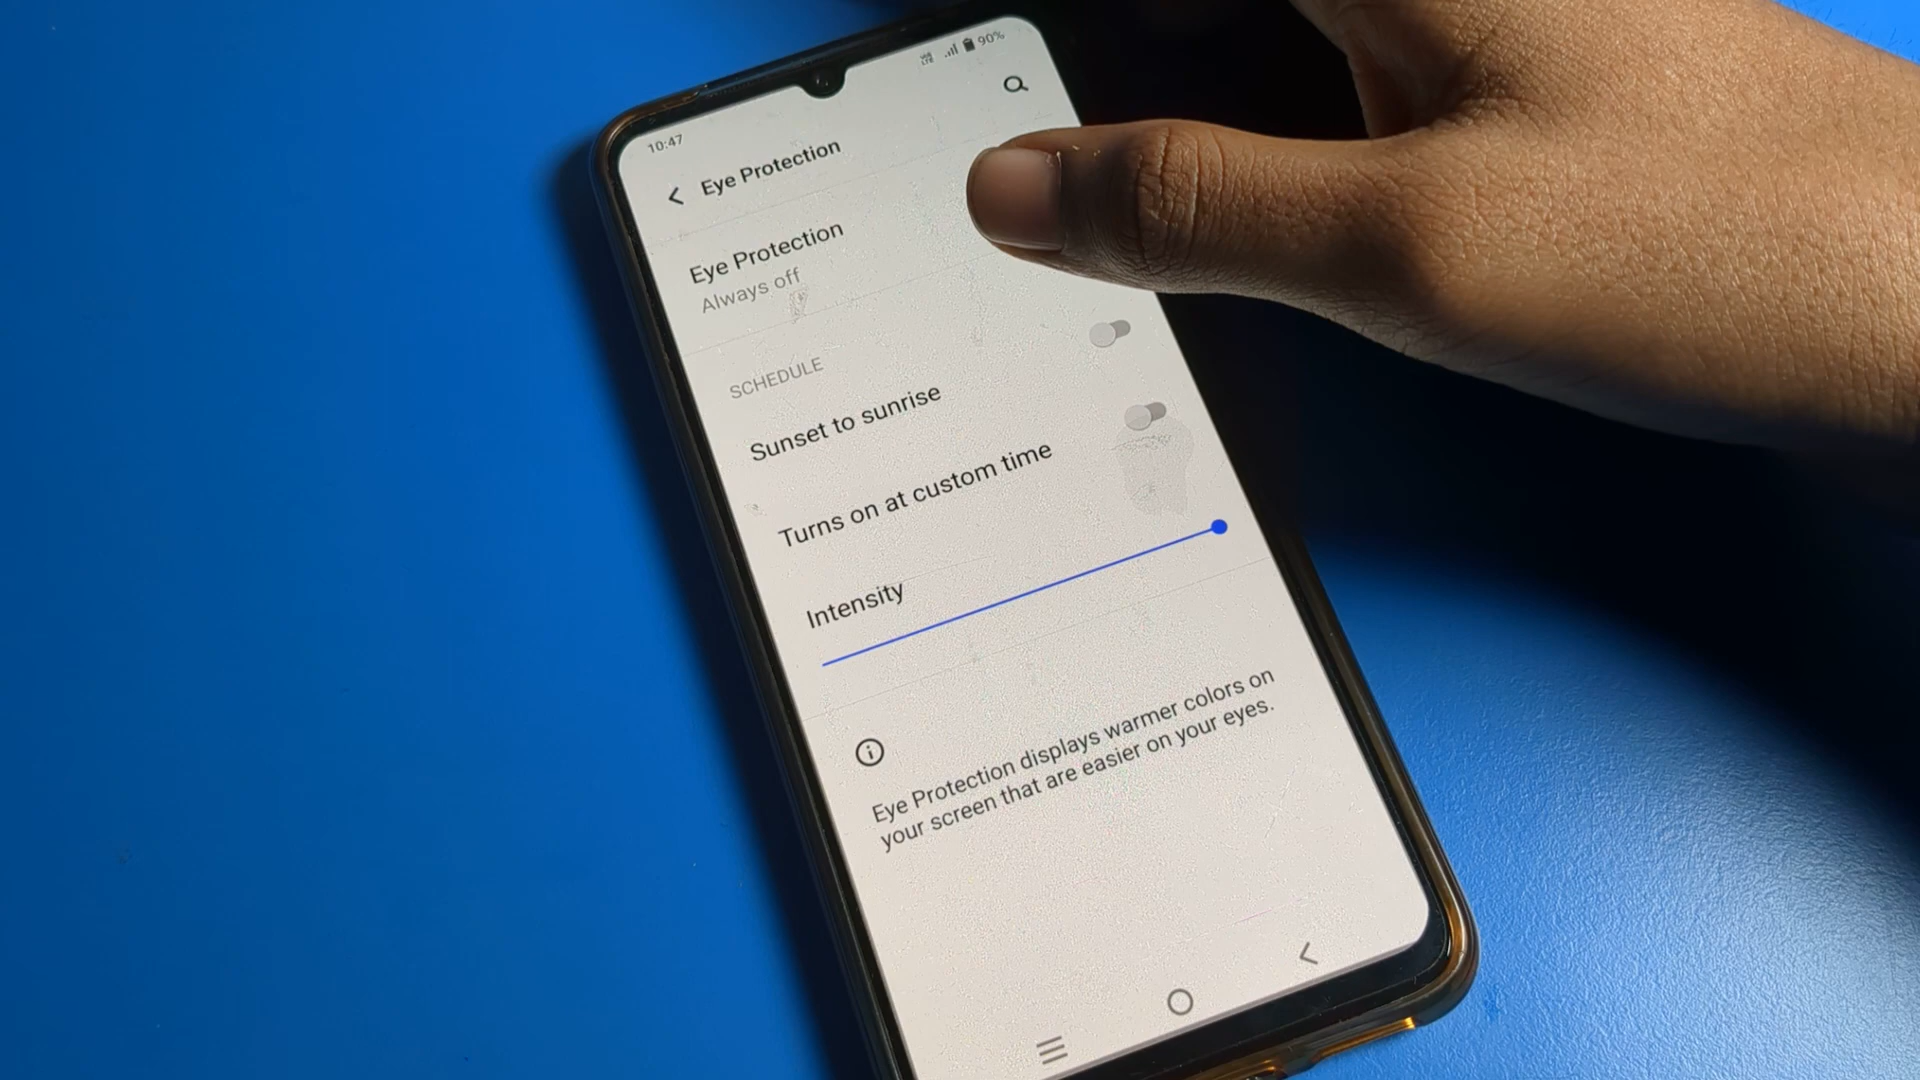 10:47
90%
Eye Protection
Eye Protection
Always off
SCHEDULE
Sunset to sunrise
Turns on at custom time
Intensity
Eye Protection displays warmer colors on
your screen that are easier on your eyes.